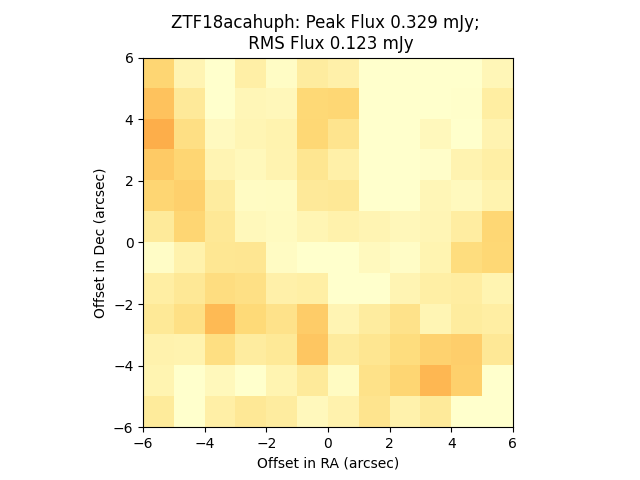 ZTF18acahuph: Peak Flux 0.329 mJy;
RMS Flux 0.123 mJy
6
4
2
0
−2
−4
−6
Offset in Dec (arcsec)
−6 −4 −2 0 2 4 6
Offset in RA (arcsec)